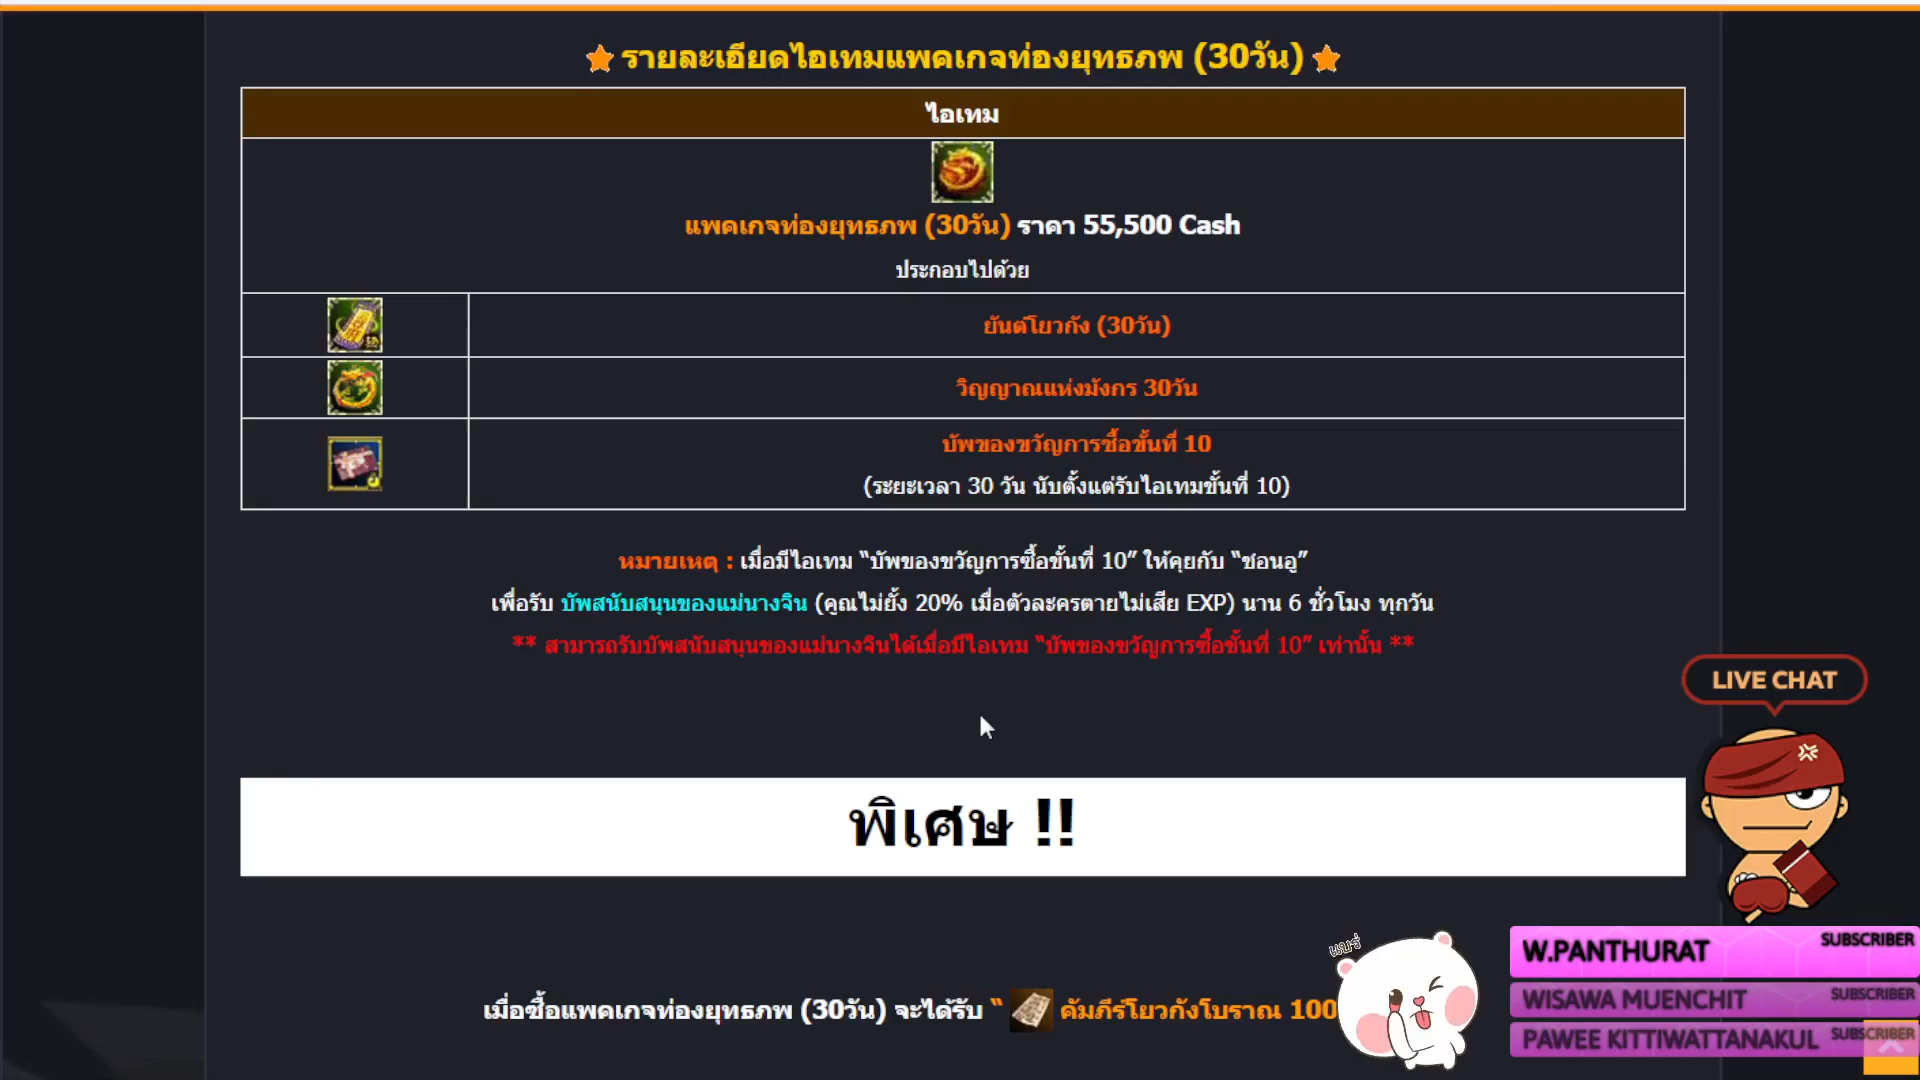 รายละเอียดไอเทมแพคเกจท่องยุทธภพ (30วัน)
ไอเทม
แพคเกจท่องยุทธภพ (30วัน) ราคา 55,500 Cash
ประกอบไปด้วย
ยันต์โยวกัง (30วัน)
วิญญาณแห่งมังกร 30วัน
บัพของขวัญการซื้อขั้นที่ 10
(ระยะเวลา 30 วัน นับตั้งแต่รับไอเทมขั้นที่ 10)
หมายเหตุ : เมื่อมีไอเทม “บัพของขวัญการซื้อขั้นที่ 10” ให้คุยกับ “ซอนอู”
เพื่อรับ บัพสนับสนุนของแม่นางจิน (คูณไม่ยั้ง 20% เมื่อตัวละครตายไม่เสีย EXP) นาน 6 ชั่วโมง ทุกวัน
** สามารถรับบัพสนับสนุนของแม่นางจินได้เมื่อมีไอเทม “บัพของขวัญการซื้อขั้นที่ 10” เท่านั้น **
LIVE CHAT
พิเศษ !!
เมื่อซื้อแพคเกจท่องยุทธภพ (30วัน) จะได้รับ “ คัมภีร์โยวกังโบราณ 100
แบร่
W.PANTHURAT SUBSCRIBER
WISAWA MUENCHIT SUBSCRIBER
PAWEE KITTIWATTANAKUL SUBSCRIBER